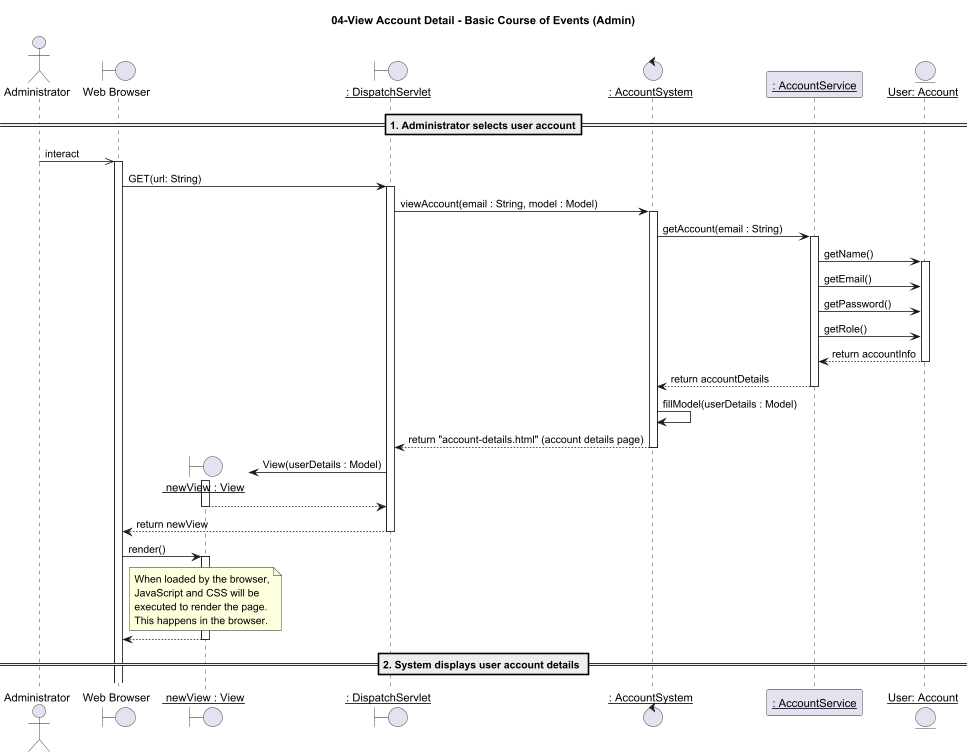 04-View Account Detail - Basic Course of Events (Admin)
Administrator
Web Browser
: DispatchServlet
: AccountSystem
: AccountService
User: Account
1. Administrator selects user account
interact
GET(url: String)
viewAccount(email : String, model : Model)
getAccount(email : String)
getName()
getEmail()
getPassword()
getRole()
return accountInfo
return accountDetails
fillModel(userDetails : Model)
return "account-details.html" (account details page)
View(userDetails : Model)
newView : View
return newView
render()
When loaded by the browser,
JavaScript and CSS will be
executed to render the page.
This happens in the browser.
2. System displays user account details
Administrator
Web Browser
newView : View
: DispatchServlet
: AccountSystem
: AccountService
User: Account